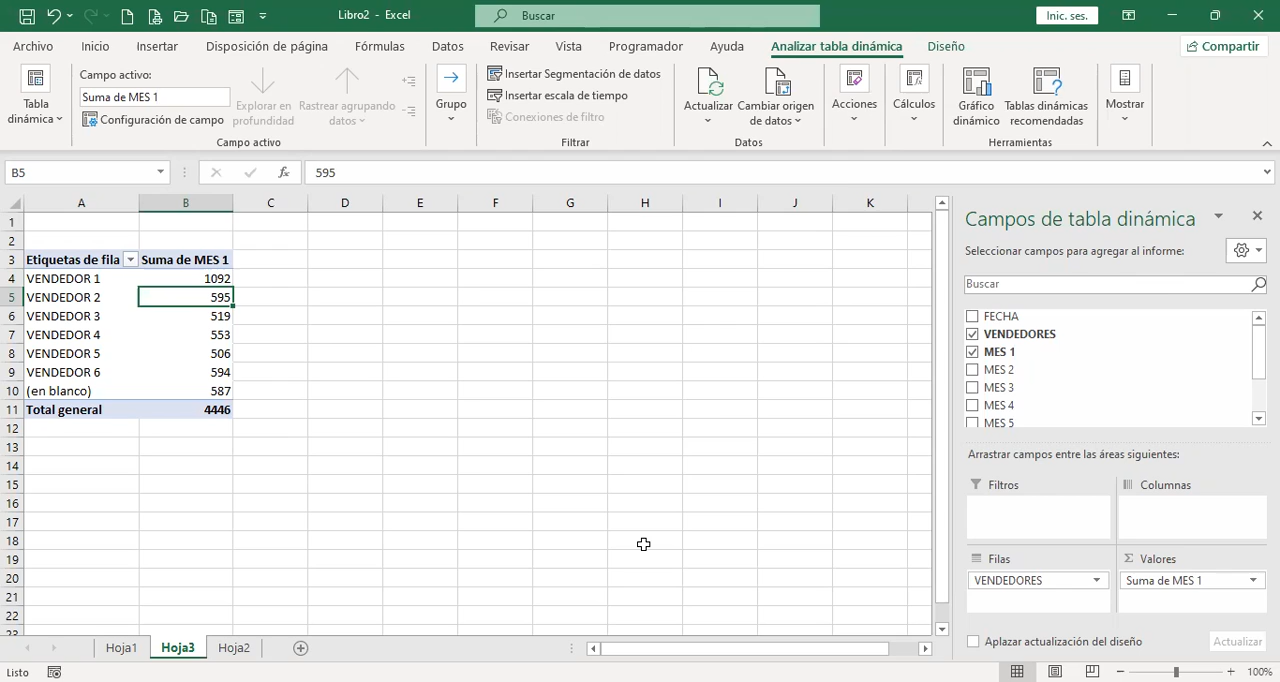 Libro2 - Excel
Buscar
Inic. ses.
Archivo Inicio Insertar Disposición de página Fórmulas Datos Revisar Vista Programador Ayuda Analizar tabla dinámica Diseño Compartir
Tabla dinámica
Campo activo:
Suma de MES 1
Configuración de campo
Explorar en profundidad
Rastrear agrupando datos
Campo activo
Grupo
Insertar Segmentación de datos
Insertar escala de tiempo
Conexiones de filtro
Filtrar
Actualizar
Cambiar origen de datos
Datos
Acciones
Cálculos
Gráfico dinámico
Tablas dinámicas recomendadas
Herramientas
Mostrar
B5 fx 595
A B C D E F G H I J K
1
2
3 Etiquetas de fila Suma de MES 1
4 VENDEDOR 1 1092
5 VENDEDOR 2 595
6 VENDEDOR 3 519
7 VENDEDOR 4 553
8 VENDEDOR 5 506
9 VENDEDOR 6 594
10 (en blanco) 587
11 Total general 4446
12
13
14
15
16
17
18
19
20
21
22
23
Campos de tabla dinámica
Seleccionar campos para agregar al informe:
Buscar
FECHA
VENDEDORES
MES 1
MES 2
MES 3
MES 4
MES 5
Arrastrar campos entre las áreas siguientes:
Filtros Columnas
Filas Σ Valores
VENDEDORES Suma de MES 1
Aplazar actualización del diseño Actualizar
Hoja1 Hoja3 Hoja2
Listo 100%